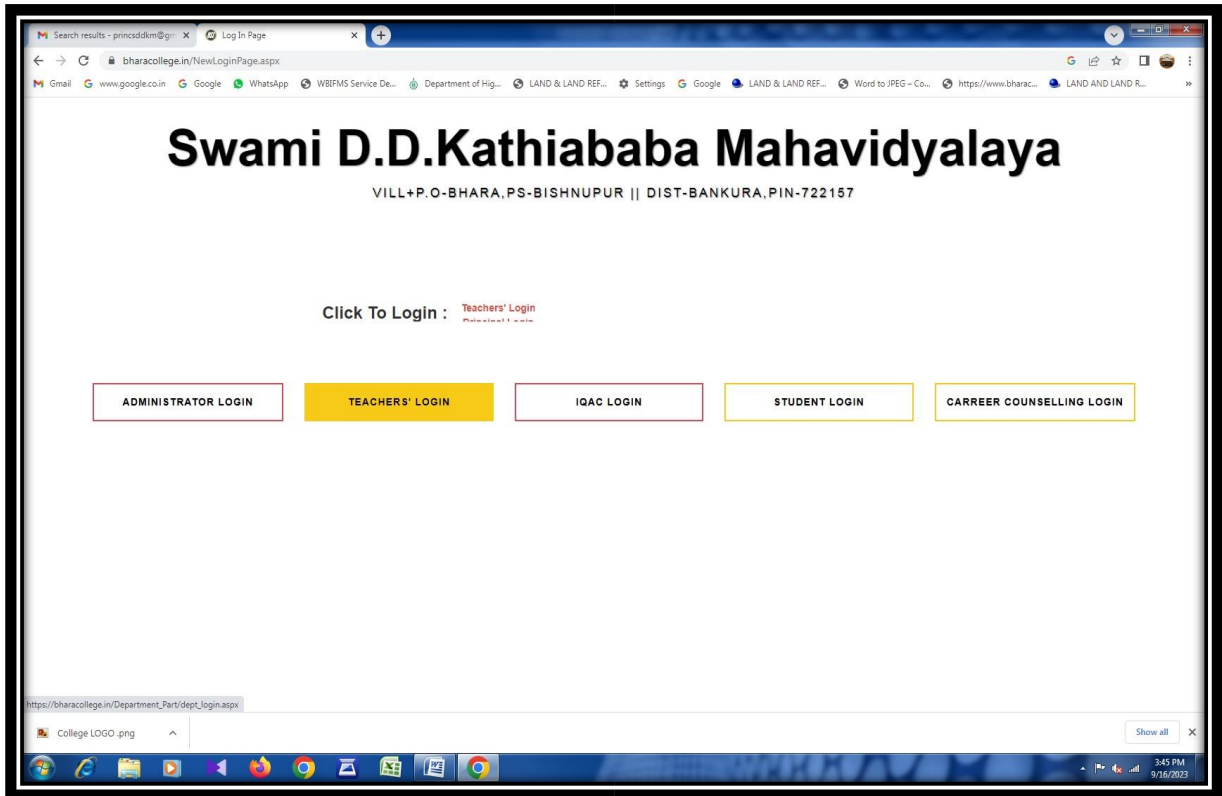 Search results - princsddkm@gm
Log In Page
bharacollege.in/NewLoginPage.aspx
Gmail www.google.co.in Google WhatsApp WBIFMS Service De... Department of Hig... LAND & LAND REF... Settings Google LAND & LAND REF... Word to JPEG – Co... https://www.bharac... LAND AND LAND R... »
Swami D.D.Kathiababa Mahavidyalaya
VILL+P.O-BHARA,PS-BISHNUPUR || DIST-BANKURA,PIN-722157
Click To Login : Teachers' Login
Principal Login
ADMINISTRATOR LOGIN TEACHERS' LOGIN IQAC LOGIN STUDENT LOGIN CARREER COUNSELLING LOGIN
https://bharacollege.in/Department_Part/dept_login.aspx
College LOGO .png
Show all
3:45 PM
9/16/2023